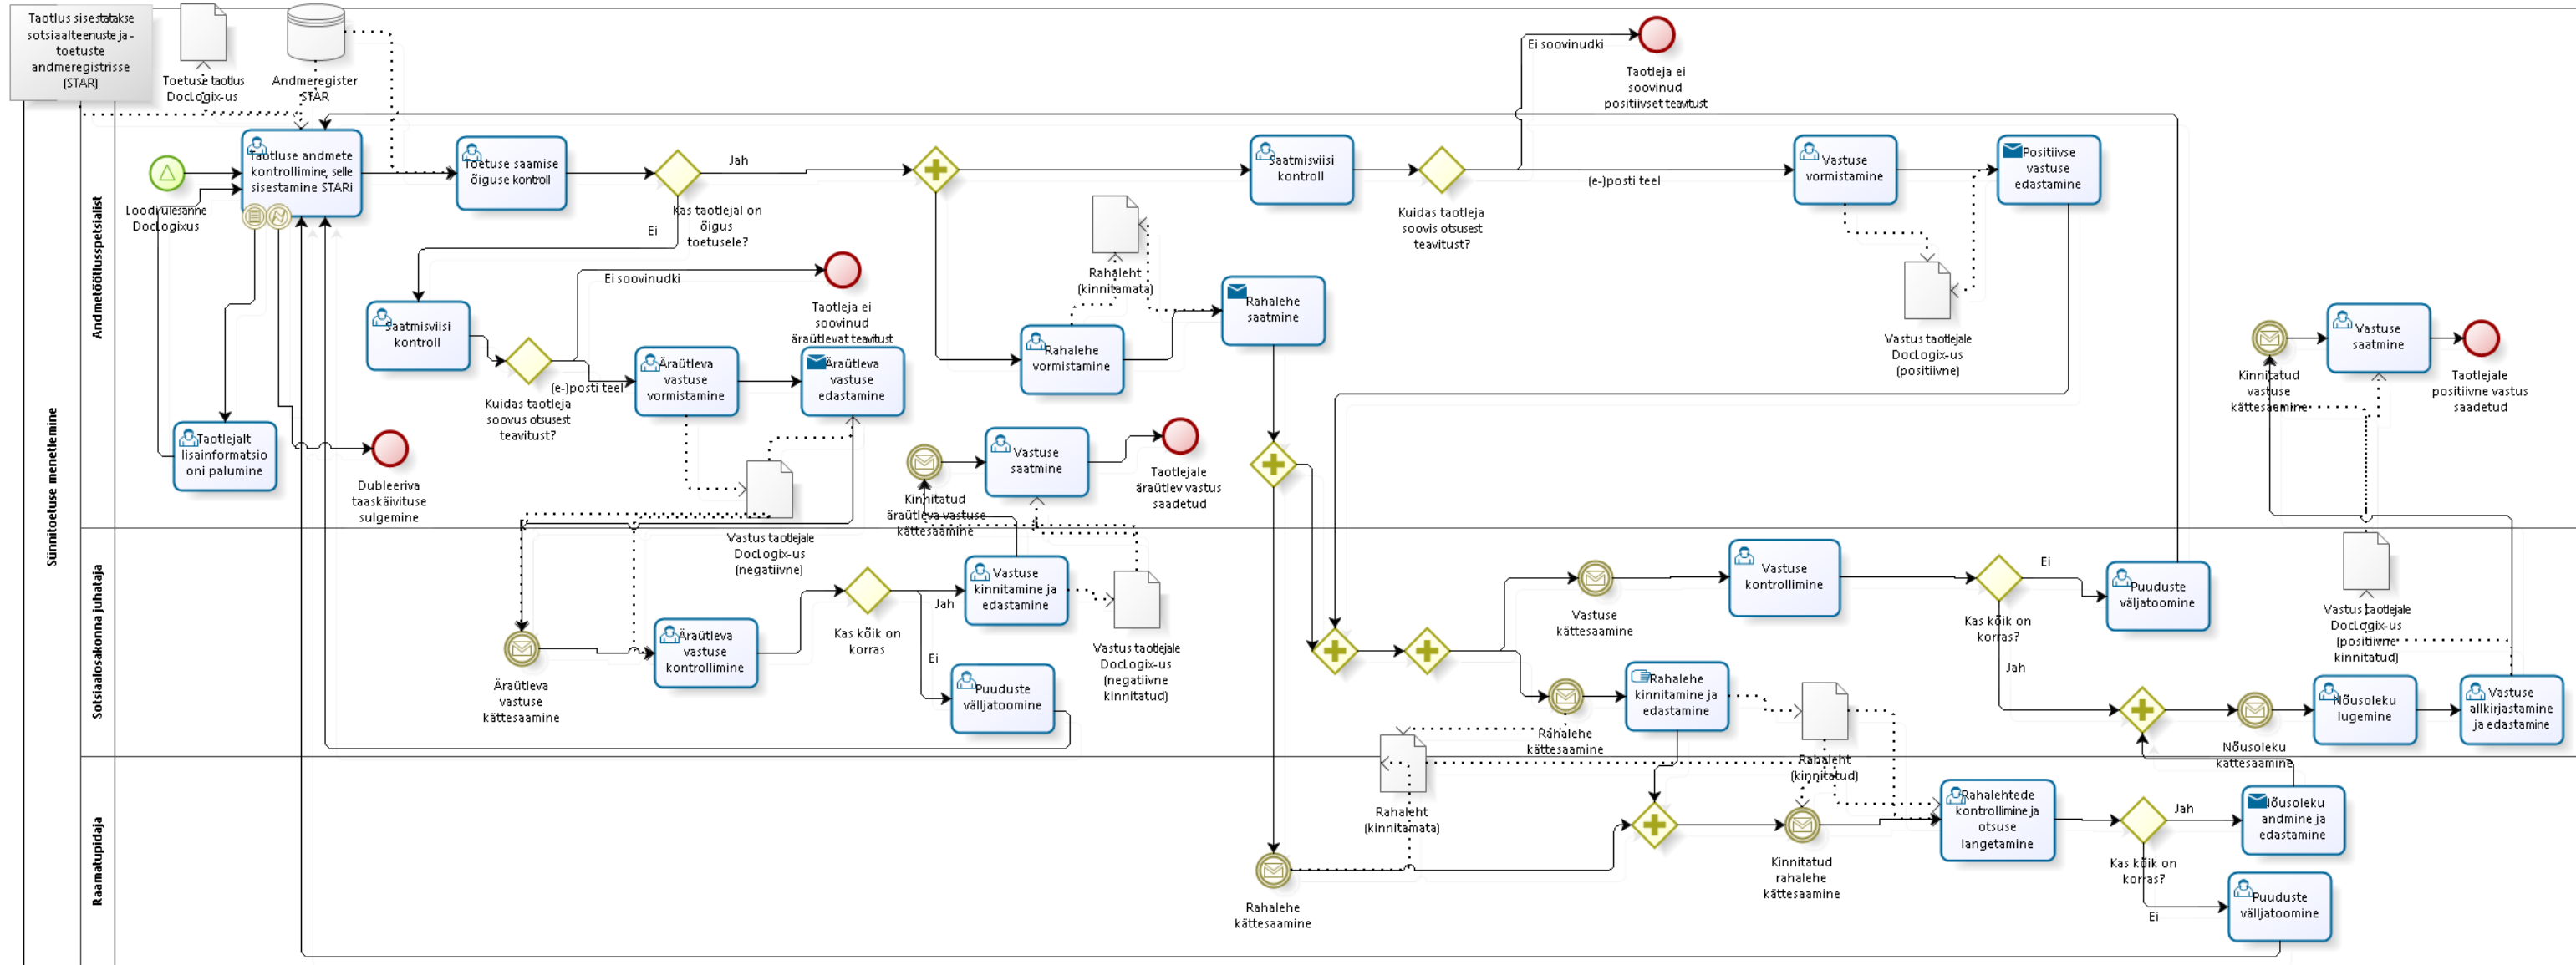 Taotlus sisestatakse
sotsiaalteenuste ja -
toetuste
andmeregistrisse
(STAR)
Toetuse taotlus
DocLogix-us
Andmeregister
STAR
Sünnitoetuse menetlemine
Andmetöötlusspetsialist
Sotsiaalosakonna juhataja
Raamatupidaja
Loodi ülesanne
DocLogixus
Taotluse andmete
kontrollimine, selle
sisestamine STARi
Toetuse saamise
õiguse kontroll
Kas taotlejal on
õigus
toetusele?
Jah
Ei
Saatmisviisi
kontroll
Kuidas taotleja
soovis otsusest
teavitust?
Ei soovinudki
Taotleja ei
soovinud
positiivset teavitust
(e-)posti teel
Vastuse
vormistamine
Positiivse
vastuse
edastamine
Vastus taotlejale
DocLogix-us
(positiivne)
Rahaleht
(kinnitamata)
Rahalehe
vormistamine
Rahalehe
saatmine
Saatmisviisi
kontroll
Kuidas taotleja
soovus otsusest
teavitust?
Ei soovinudki
Taotleja ei
soovinud
äraütlevat teavitust
(e-)posti teel
Äraütleva
vastuse
vormistamine
Äraütleva
vastuse
edastamine
Taotlejalt
lisainformatsio
oni palumine
Dubleeriva
taaskäivituse
sulgemine
Vastus taotlejale
DocLogix-us
(negatiivne)
Kinnitatud
äraütleva vastuse
kättesaamine
Vastuse
saatmine
Taotlejale
äraütlev vastus
saadetud
Kinnitatud
vastuse
kättesaamine
Vastuse
saatmine
Taotlejale
positiivne vastus
saadetud
Äraütleva
vastuse
kättesaamine
Äraütleva
vastuse
kontrollimine
Kas kõik on
korras
Jah
Ei
Vastuse
kinnitamine ja
edastamine
Puuduste
välljatoomine
Vastus taotlejale
DocLogix-us
(negatiivne
kinnitatud)
Vastuse
kättesaamine
Vastuse
kontrollimine
Kas kõik on
korras?
Ei
Jah
Puuduste
väljatoomine
Rahalehe
kättesaamine
Rahalehe
kinnitamine ja
edastamine
Rahaleht
(kinnitatud)
Nõusoleku
kättesaamine
Nõusoleku
lugemine
Vastuse
allkirjastamine
ja edastamine
Vastus taotlejale
DocLogix-us
(positiivne
kinnitatud)
Rahaleht
(kinnitamata)
Rahalehe
kättesaamine
Kinnitatud
rahalehe
kättesaamine
Rahalehtede
kontrollimine ja
otsuse
langetamine
Kas kõik on
korras?
Jah
Ei
Nõusoleku
andmine ja
edastamine
Puuduste
välljatoomine